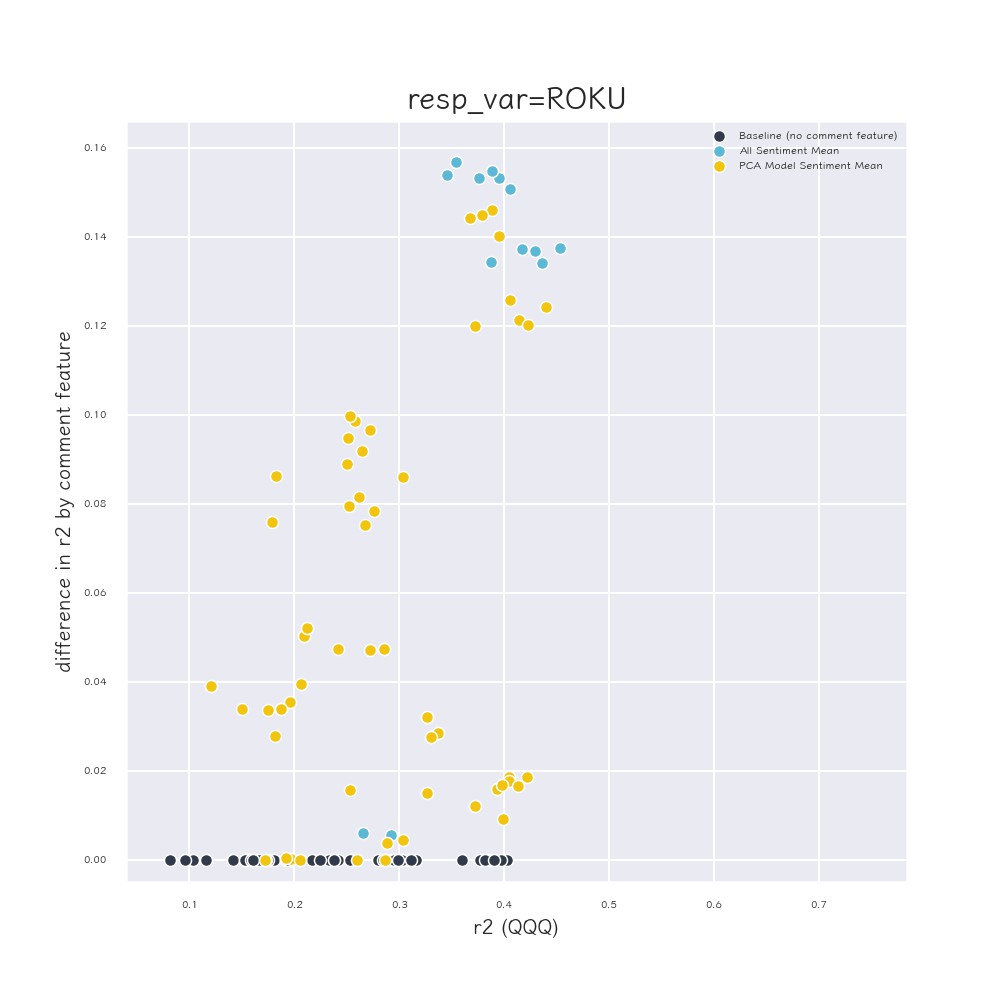 resp_var=ROKU
Baseline (no comment feature)
All Sentiment Mean
PCA Model Sentiment Mean
difference in r2 by comment feature
0.16
0.14
0.12
0.10
0.08
0.06
0.04
0.02
0.00
0.1 0.2 0.3 0.4 0.5 0.6 0.7
r2 (QQQ)